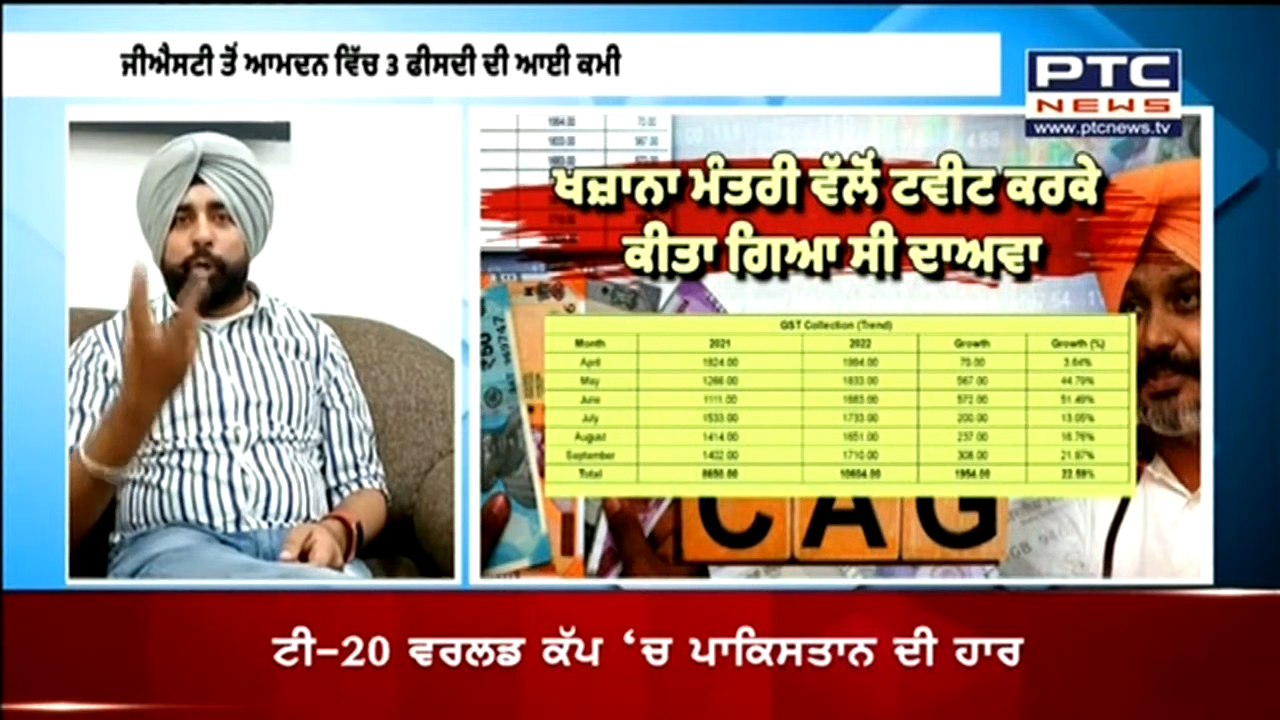 ਜੀਐਸਟੀ ਤੋਂ ਆਮਦਨ ਵਿੱਚ 3 ਫੀਸਦੀ ਦੀ ਆਈ ਕਮੀ
PTC
NEWS
www.ptcnews.tv
ਖਜ਼ਾਨਾ ਮੰਤਰੀ ਵੱਲੋਂ ਟਵੀਟ ਕਰਕੇ
ਕੀਤਾ ਗਿਆ ਸੀ ਦਾਅਵਾ
GST Collection (Trend)
Month 2021 2022 Growth Growth (%)
April 1924.00 1994.00 70.00 3.64%
May 1266.00 1833.00 567.00 44.79%
June 1111.00 1683.00 572.00 51.49%
July 1533.00 1733.00 200.00 13.05%
August 1414.00 1651.00 237.00 16.76%
September 1402.00 1710.00 308.00 21.97%
Total 8650.00 10604.00 1954.00 22.59%
CAG
ਟੀ-20 ਵਰਲਡ ਕੱਪ ‘ਚ ਪਾਕਿਸਤਾਨ ਦੀ ਹਾਰ